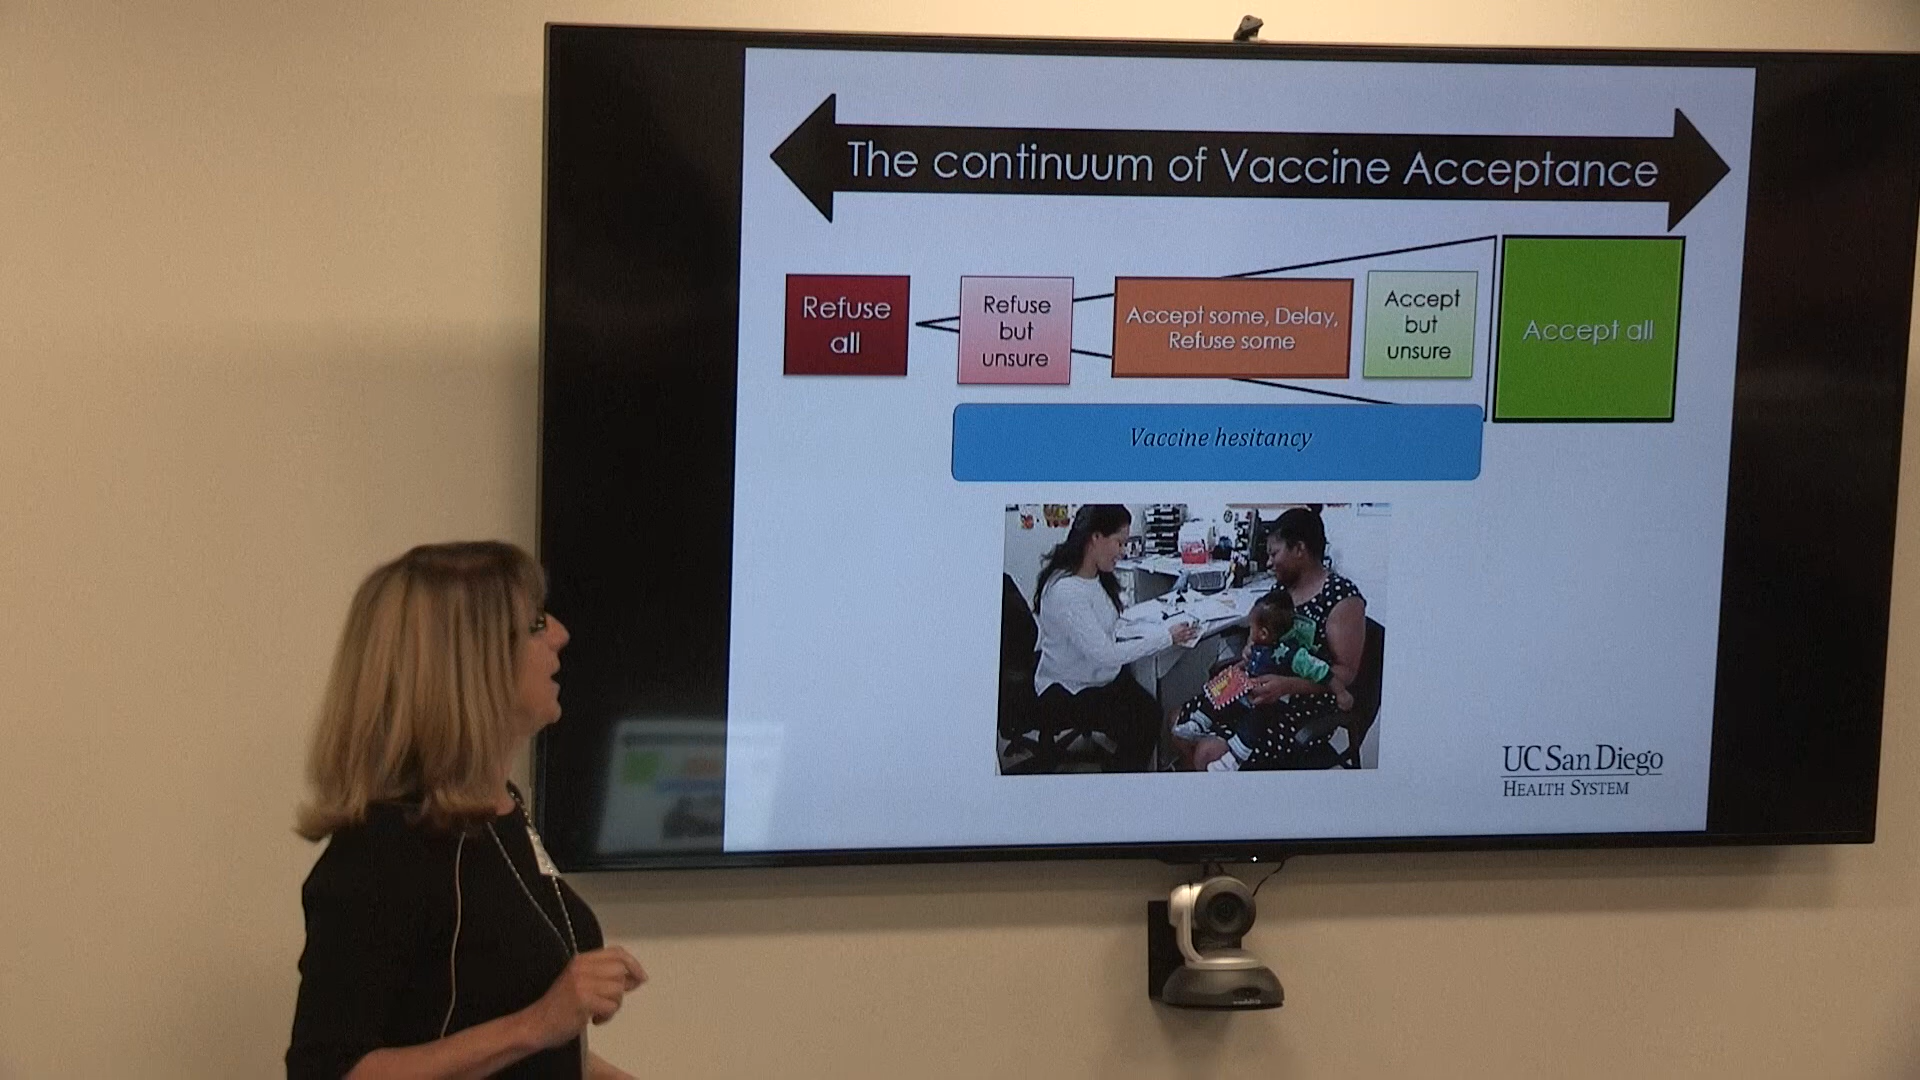 The continuum of Vaccine Acceptance
Refuse
all
Refuse
but
unsure
Accept some, Delay,
Refuse some
Accept
but
unsure
Accept all
Vaccine hesitancy
UC San Diego
HEALTH SYSTEM